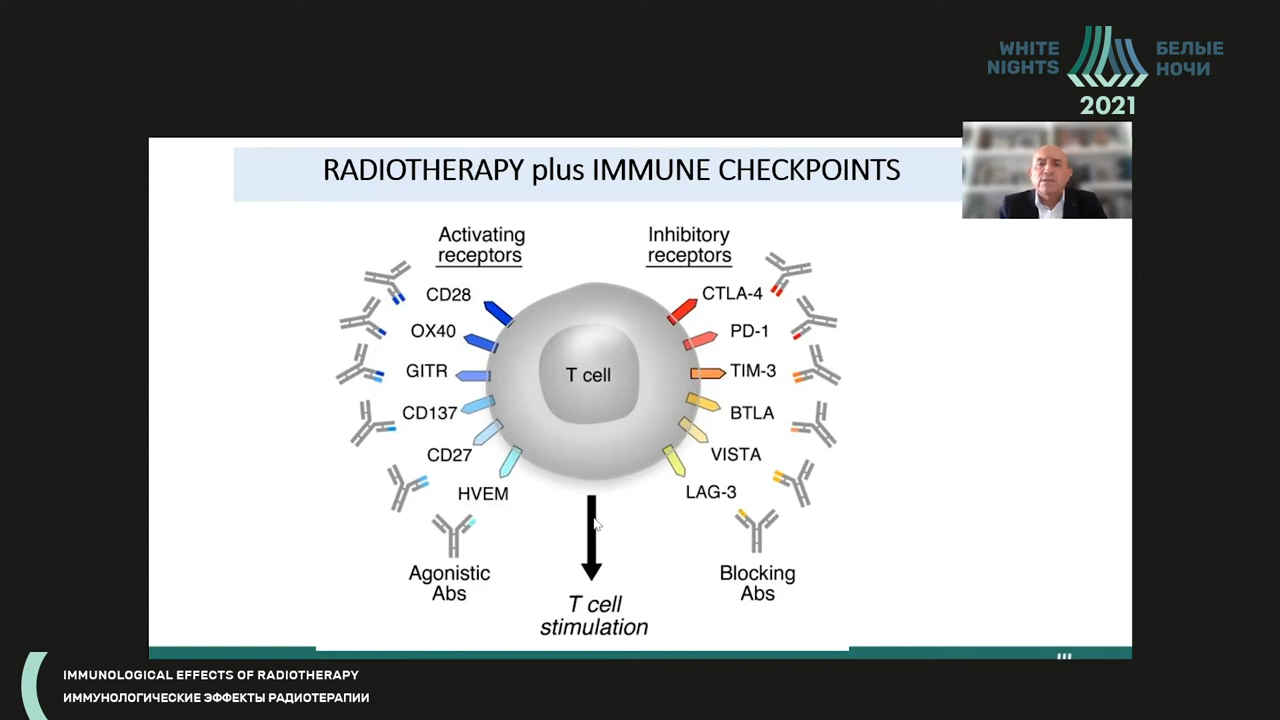 WHITE
NIGHTS
БЕЛЫЕ
НОЧИ
2021
RADIOTHERAPY plus IMMUNE CHECKPOINTS
Activating
receptors
Inhibitory
receptors
CD28
OX40
GITR
CD137
CD27
HVEM
T cell
CTLA-4
PD-1
TIM-3
BTLA
VISTA
LAG-3
Agonistic
Abs
T cell
stimulation
Blocking
Abs
IMMUNOLOGICAL EFFECTS OF RADIOTHERAPY
ИММУНОЛОГИЧЕСКИЕ ЭФФЕКТЫ РАДИОТЕРАПИИ